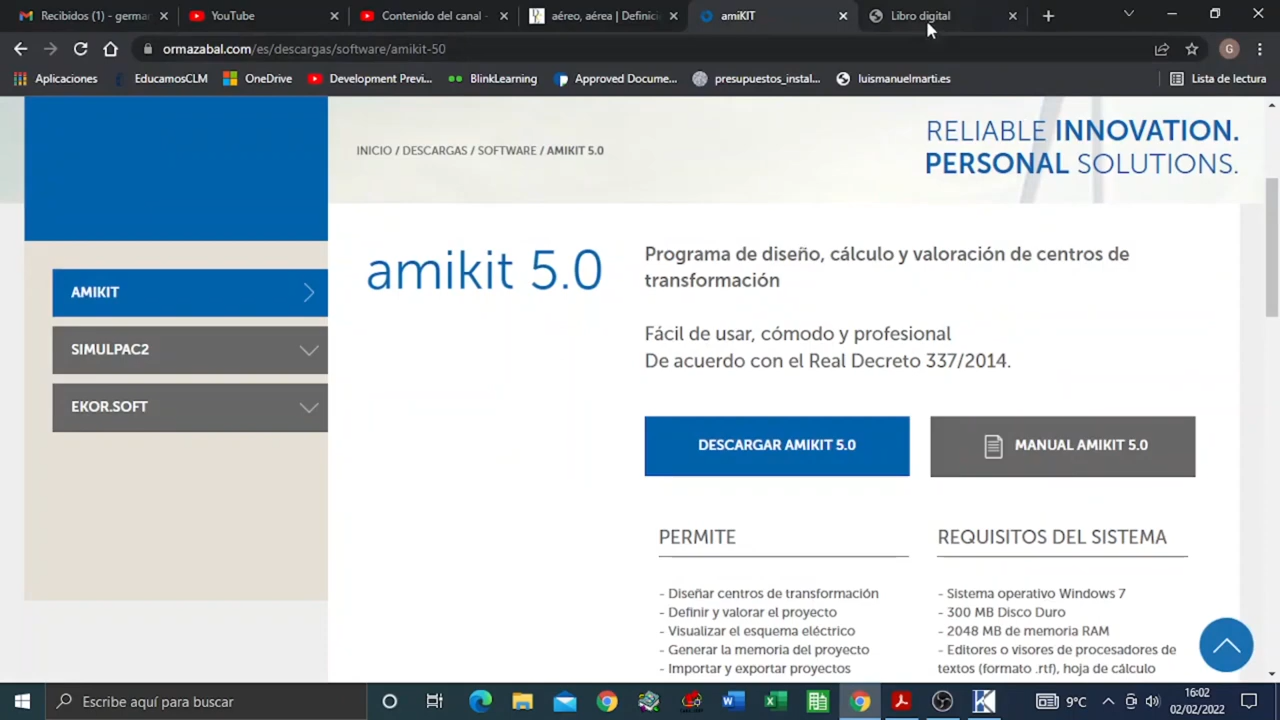 Recibidos (1) - germa
YouTube
Contenido del canal -
aéreo, aérea | Definici
amiKIT
Libro digital
ormazabal.com/es/descargas/software/amikit-50
G
Aplicaciones
EducamosCLM
OneDrive
Development Previ...
BlinkLearning
Approved Docume...
presupuestos_instal...
luismanuelmarti.es
Lista de lectura
INICIO / DESCARGAS / SOFTWARE / AMIKIT 5.0
RELIABLE INNOVATION.
PERSONAL SOLUTIONS.
AMIKIT
SIMULPAC2
EKOR.SOFT
amikit 5.0
Programa de diseño, cálculo y valoración de centros de
transformación
Fácil de usar, cómodo y profesional
De acuerdo con el Real Decreto 337/2014.
DESCARGAR AMIKIT 5.0
MANUAL AMIKIT 5.0
PERMITE
- Diseñar centros de transformación
- Definir y valorar el proyecto
- Visualizar el esquema eléctrico
- Generar la memoria del proyecto
- Importar y exportar proyectos
REQUISITOS DEL SISTEMA
- Sistema operativo Windows 7
- 300 MB Disco Duro
- 2048 MB de memoria RAM
- Editores o visores de procesadores de
textos (formato .rtf), hoja de cálculo
Escribe aquí para buscar
9°C
16:02
02/02/2022